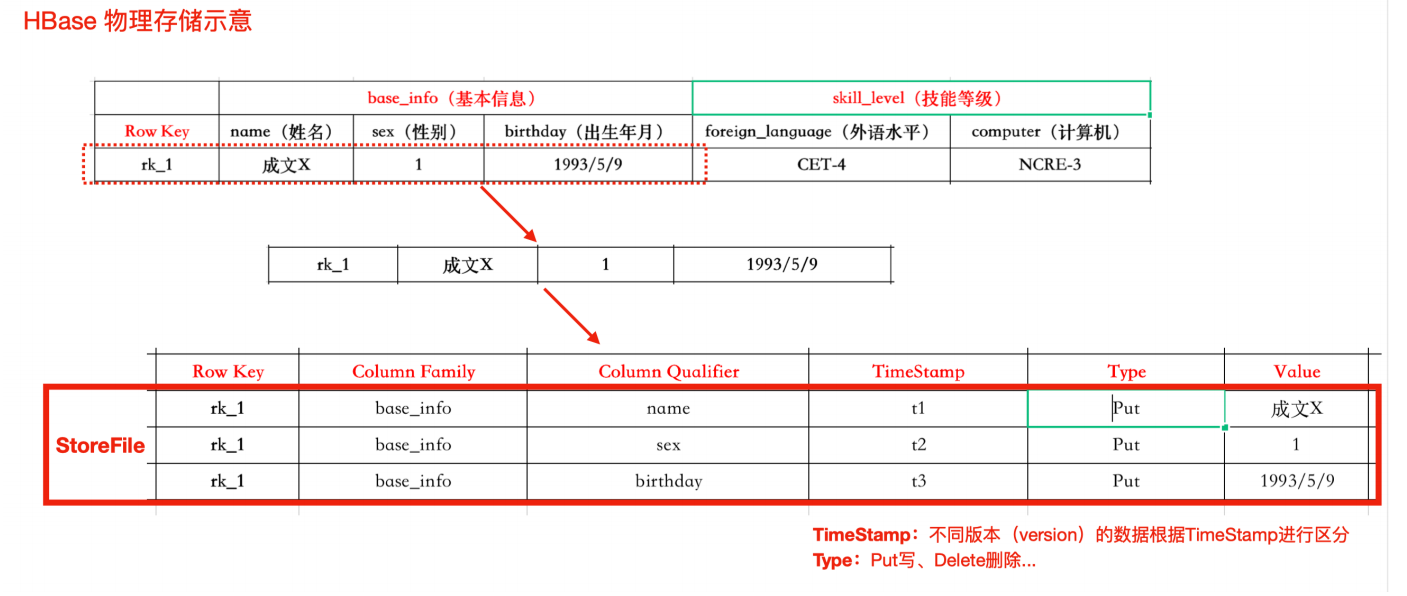 HBase 物理存储示意
base_info（基本信息） skill_level（技能等级）
Row Key name（姓名） sex（性别） birthday（出生年月） foreign_language（外语水平） computer（计算机）
rk_1 成文X 1 1993/5/9 CET-4 NCRE-3
rk_1 成文X 1 1993/5/9
Row Key Column Family Column Qualifier TimeStamp Type Value
rk_1 base_info name t1 Put 成文X
StoreFile rk_1 base_info sex t2 Put 1
rk_1 base_info birthday t3 Put 1993/5/9
TimeStamp：不同版本（version）的数据根据TimeStamp进行区分
Type：Put写、Delete删除...